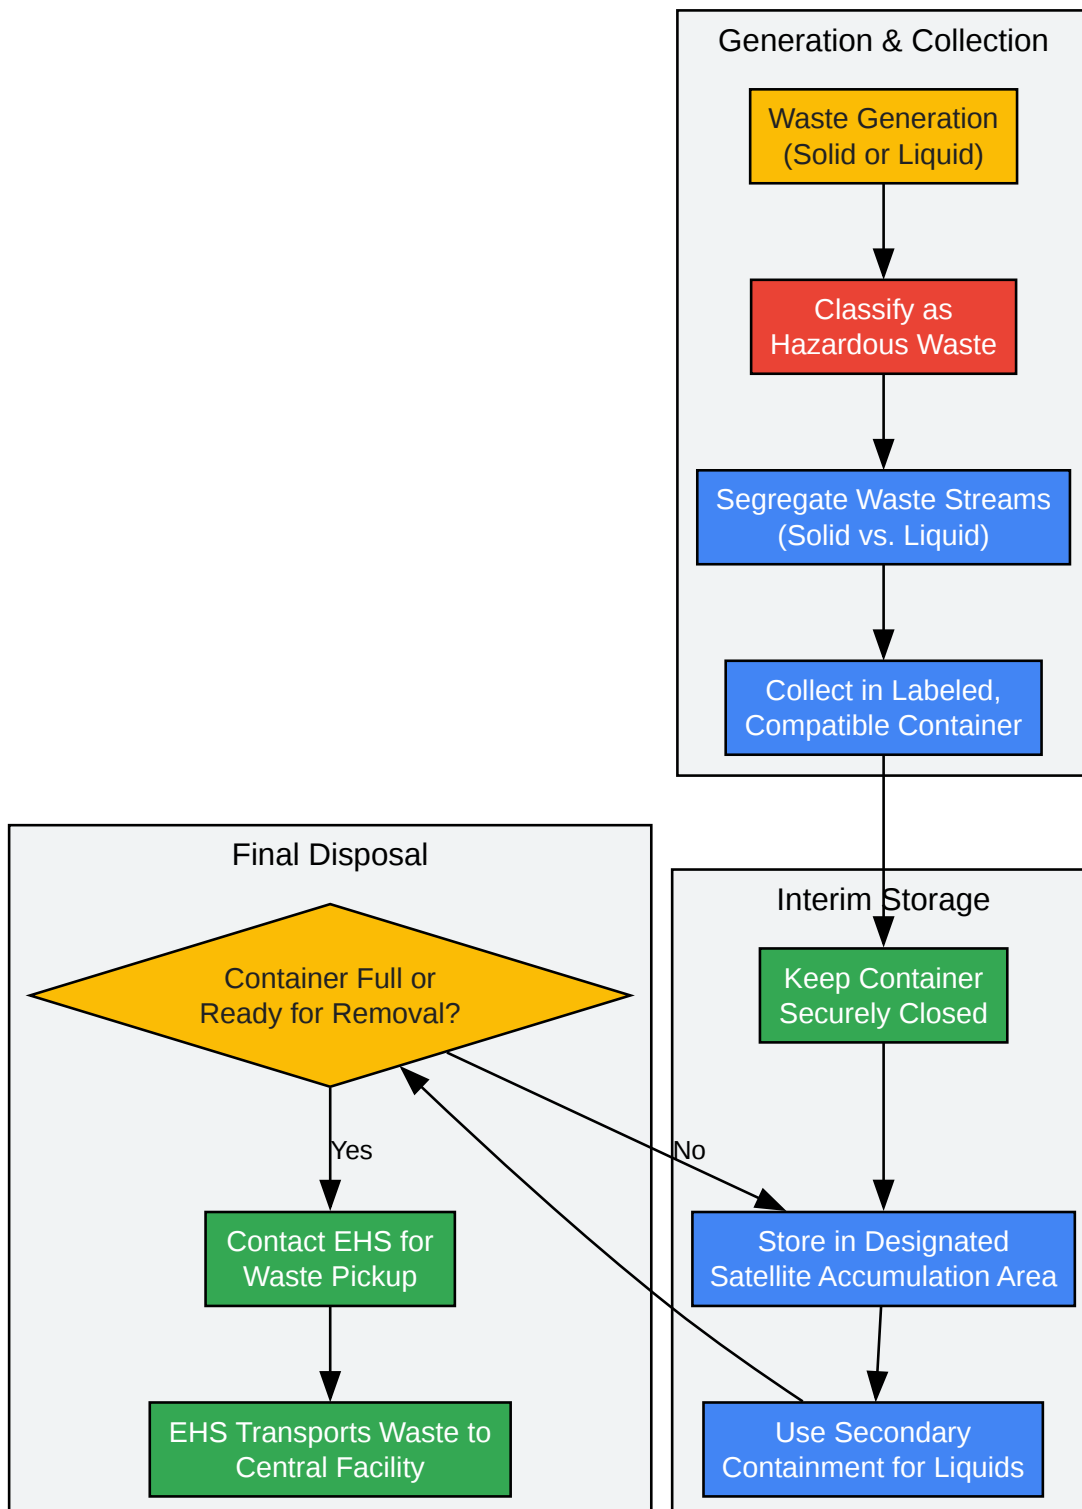 Generation & Collection
Waste Generation
(Solid or Liquid)
Classify as
Hazardous Waste
Segregate Waste Streams
(Solid vs. Liquid)
Collect in Labeled,
Compatible Container
Interim Storage
Keep Container
Securely Closed
Store in Designated
Satellite Accumulation Area
Use Secondary
Containment for Liquids
Final Disposal
Container Full or
Ready for Removal?
No
Yes
Contact EHS for
Waste Pickup
EHS Transports Waste to
Central Facility